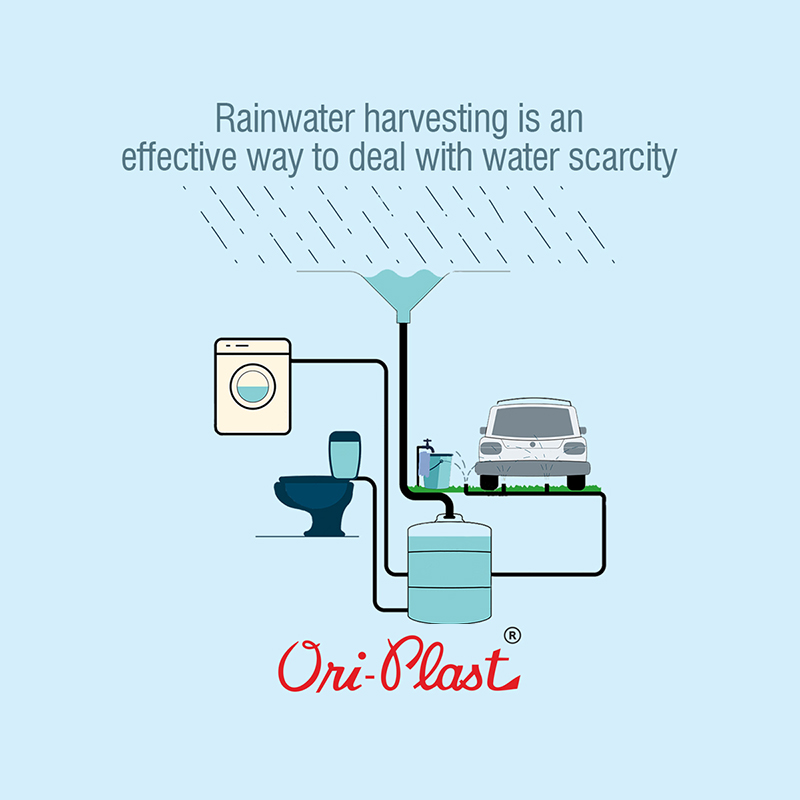 Rainwater harvesting is an
effective way to deal with water scarcity
Ori-Plast®